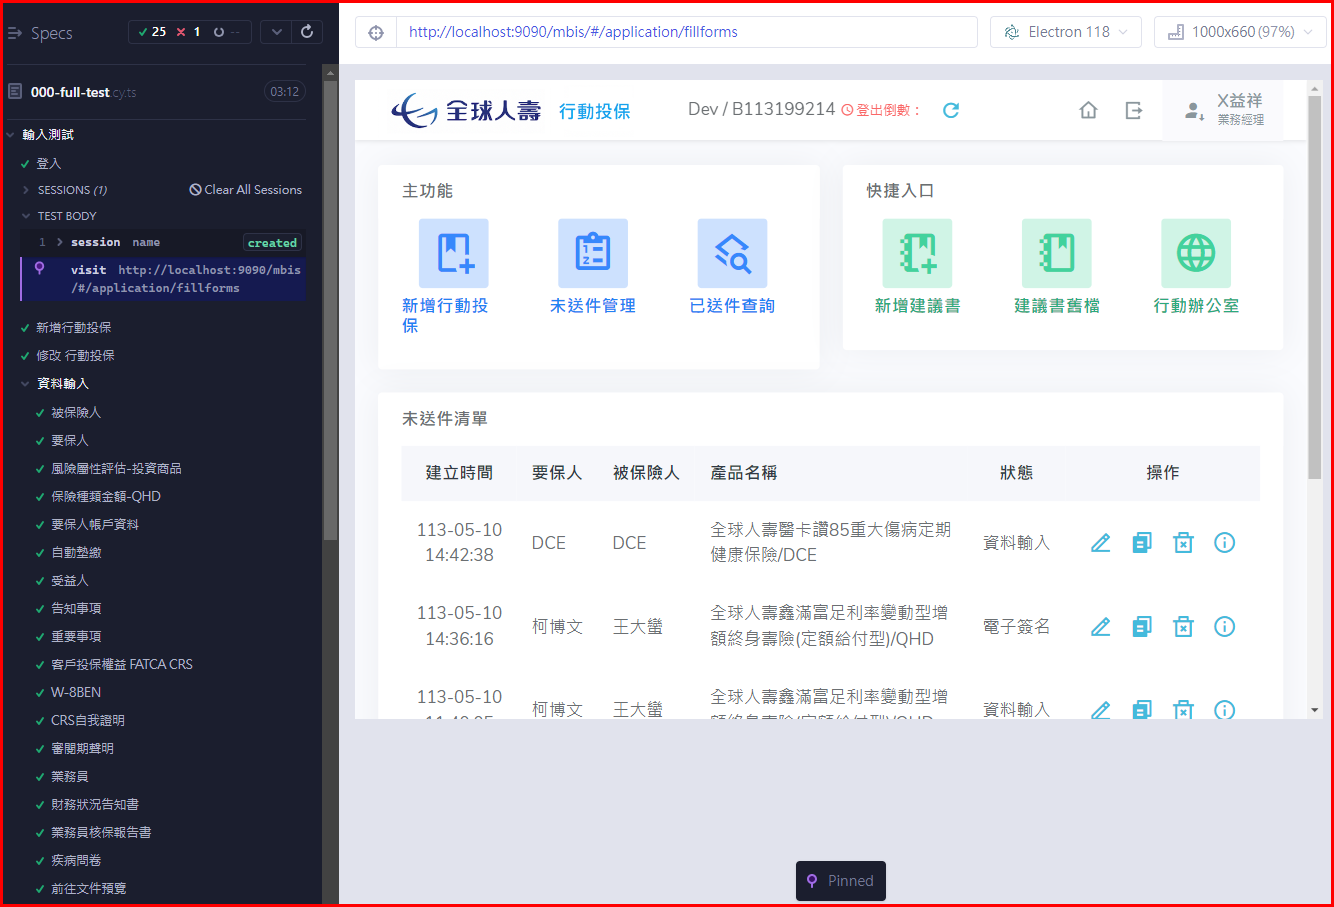 Specs
25 1 --
000-full-test.cy.ts 03:12
輸入測試
登入
SESSIONS (1) Clear All Sessions
TEST BODY
1 session name created
visit http://localhost:9090/mbis
/#/application/fillforms
新增行動投保
修改 行動投保
資料輸入
被保險人
要保人
風險屬性評估-投資商品
保險種類金額-QHD
要保人帳戶資料
自動墊繳
受益人
告知事項
重要事項
客戶投保權益 FATCA CRS
W-8BEN
CRS自我證明
審閱期聲明
業務員
財務狀況告知書
業務員核保報告書
疾病問卷
前往文件預覽
http://localhost:9090/mbis/#/application/fillforms
Electron 118
1000x660 (97%)
全球人壽 行動投保
Dev / B113199214 登出倒數：
X益祥
業務經理
主功能
新增行動投
保
未送件管理
已送件查詢
快捷入口
新增建議書
建議書舊檔
行動辦公室
未送件清單
建立時間 要保人 被保險人 產品名稱 狀態 操作
113-05-10
14:42:38
DCE DCE
全球人壽醫卡讚85重大傷病定期
健康保險/DCE
資料輸入
113-05-10
14:36:16
柯博文 王大蠻
全球人壽鑫滿富足利率變動型增
額終身壽險(定額給付型)/QHD
電子簽名
113-05-10
柯博文 王大蠻
全球人壽鑫滿富足利率變動型增
額終身壽險(定額給付型)/QHD
資料輸入
Pinned